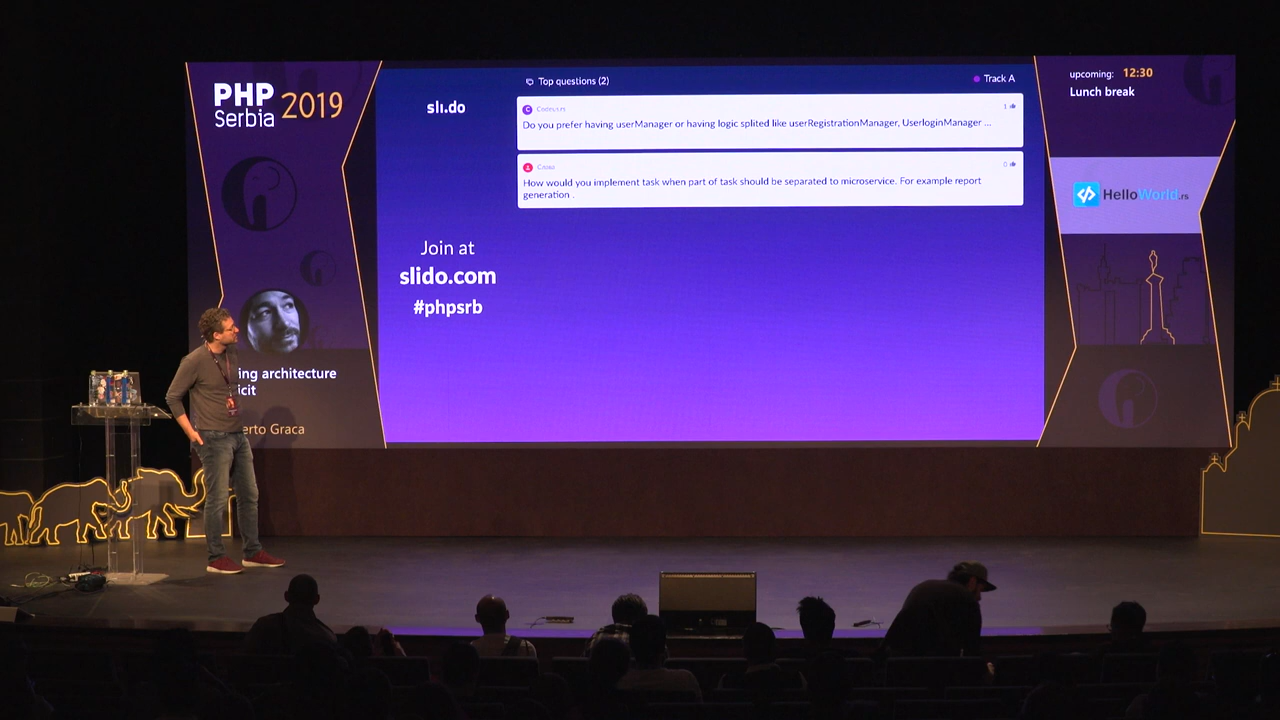 PHP
Serbia 2019
ing architecture
icit
erto Graca
sli.do
Join at
slido.com
#phpsrb
Top questions (2)
Track A
1
Do you prefer having userManager or having logic splited like userRegistrationManager, UserloginManager ...
0
How would you implement task when part of task should be separated to microservice. For example report
generation .
upcoming: 12:30
Lunch break
HelloWorld.rs